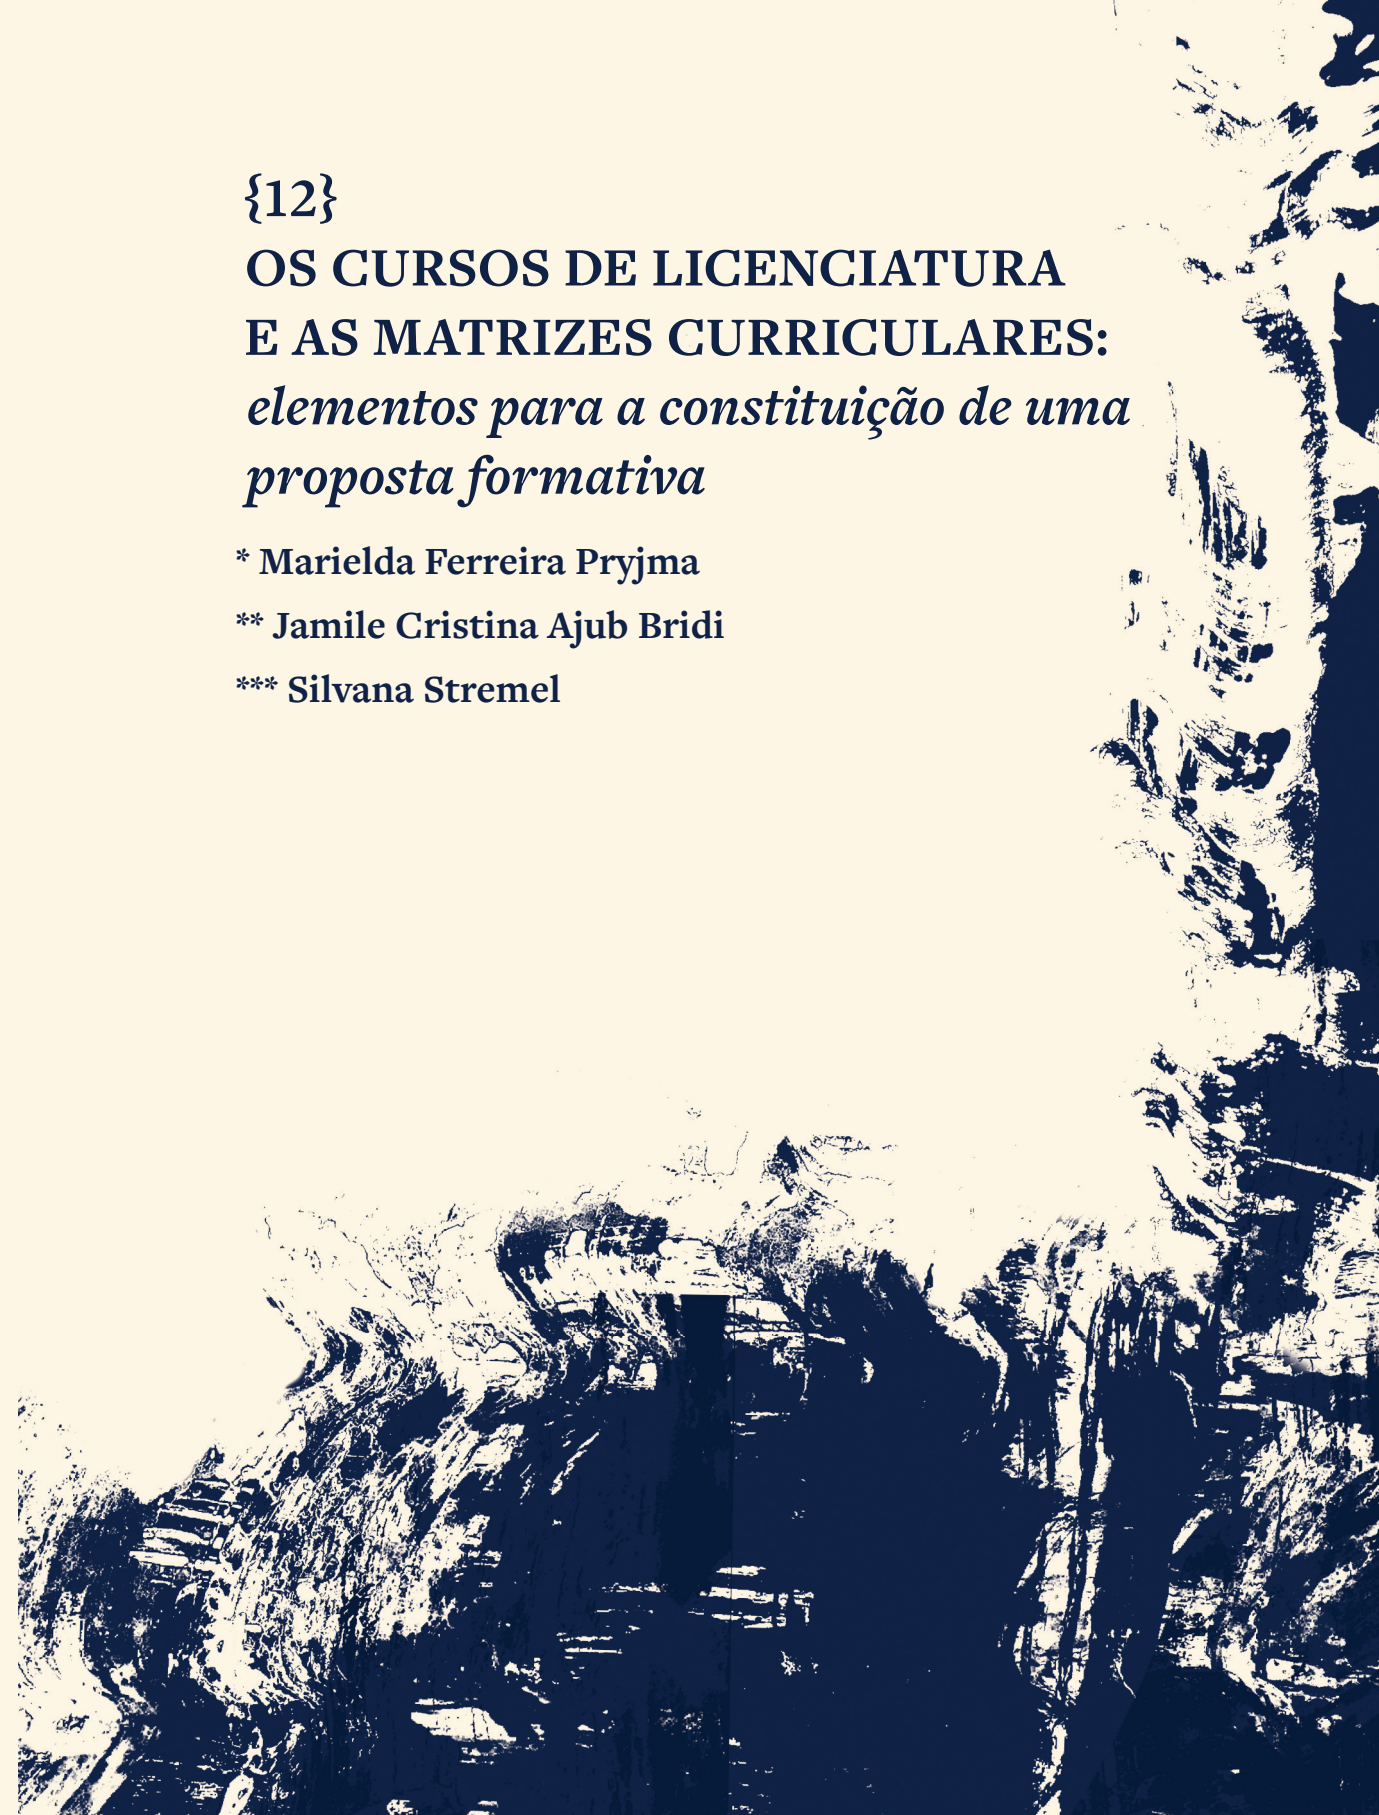 {12}
OS CURSOS DE LICENCIATURA
E AS MATRIZES CURRICULARES:
elementos para a constituição de uma
proposta formativa
* Marielda Ferreira Pryjma
** Jamile Cristina Ajub Bridi
*** Silvana Stremel